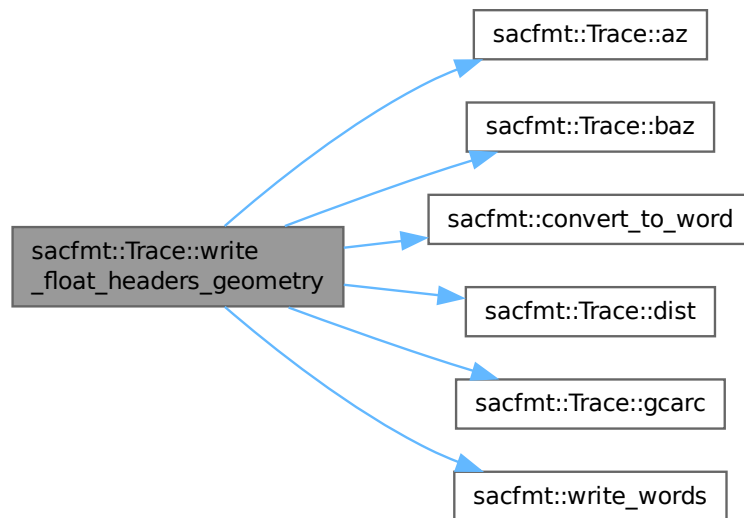 sacfmt::Trace::az
sacfmt::Trace::baz
sacfmt::convert_to_word
sacfmt::Trace::write
_float_headers_geometry
sacfmt::Trace::dist
sacfmt::Trace::gcarc
sacfmt::write_words